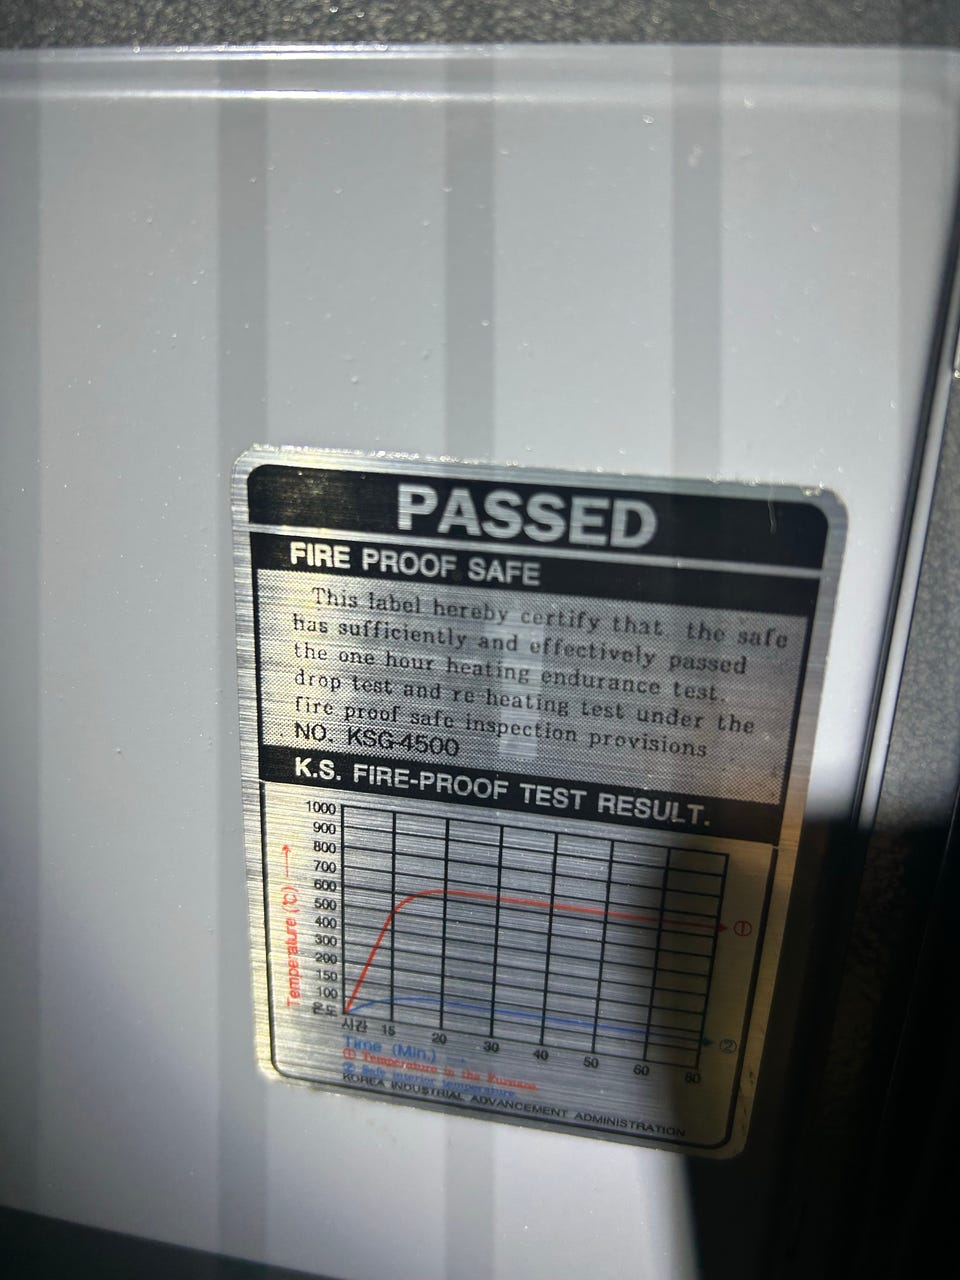 PASSED
FIRE PROOF SAFE
This label hereby certify that the safe
has sufficiently and effectively passed
the one hour heating endurance test.
drop test and re-heating test under the
fire proof safe inspection provisions
NO. KSG-4500
K.S. FIRE-PROOF TEST RESULT.
1000
900
800
700
600
500
400
300
200
150
100
온도
Temperature (℃) →
①
②
시간 15 20 30 40 50 60 80
Time (Min.) →
① Temperature in the Furnace
② Safe interior temperature
KOREA INDUSTRIAL ADVANCEMENT ADMINISTRATION